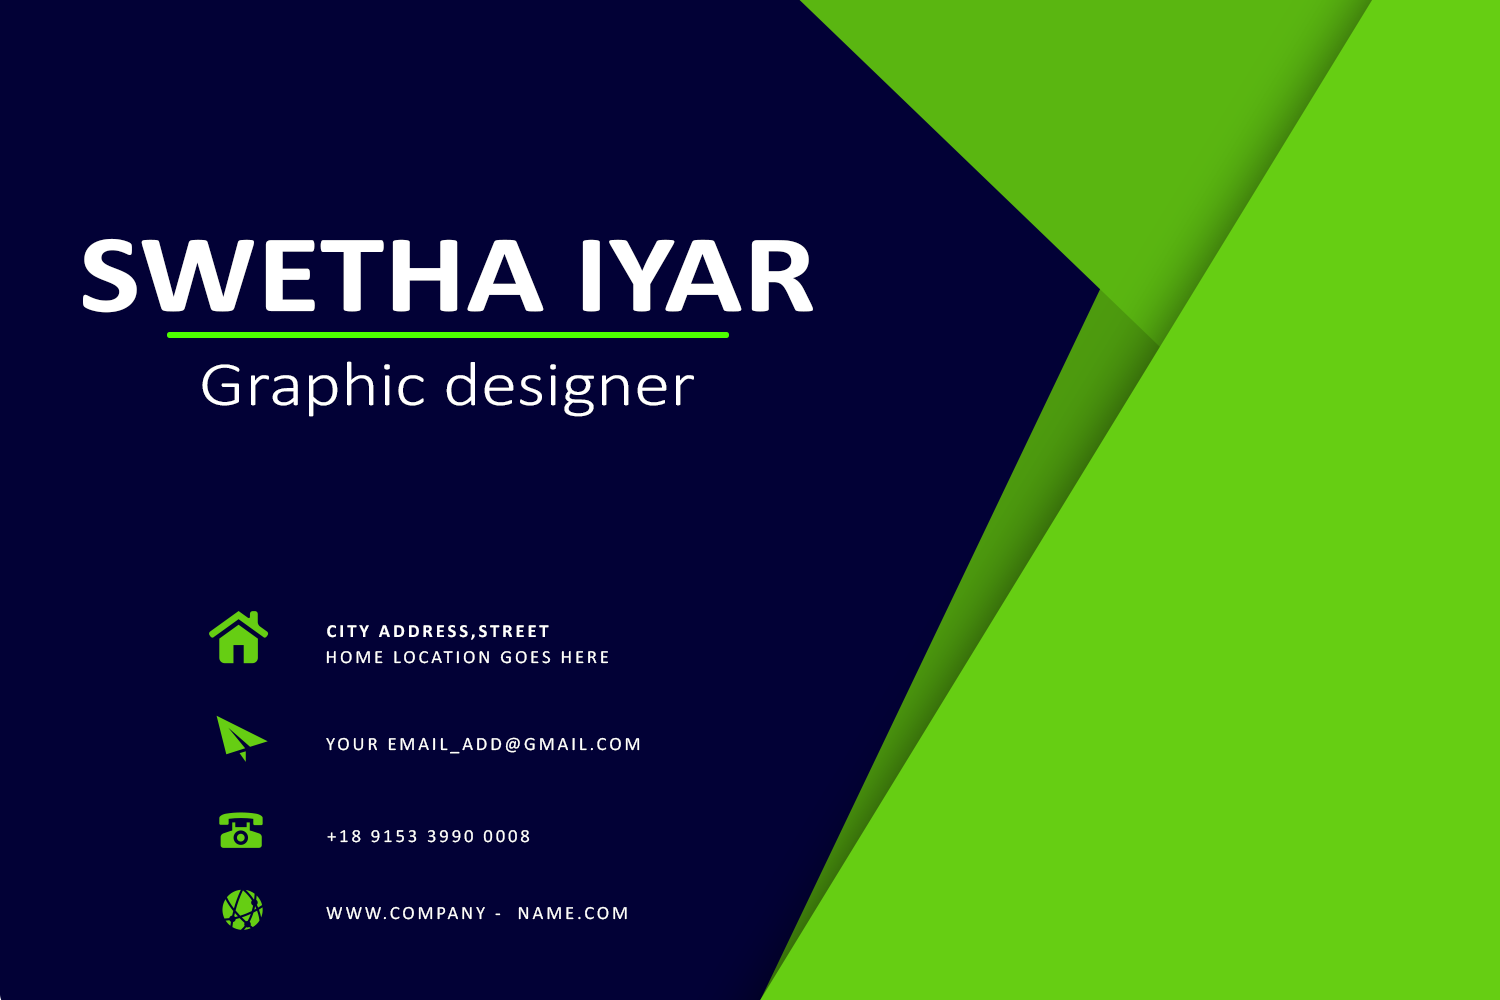 SWETHA IYAR
Graphic designer
CITY ADDRESS,STREET
HOME LOCATION GOES HERE
YOUR EMAIL_ADD@GMAIL.COM
+18 9153 3990 0008
WWW.COMPANY -  NAME.COM